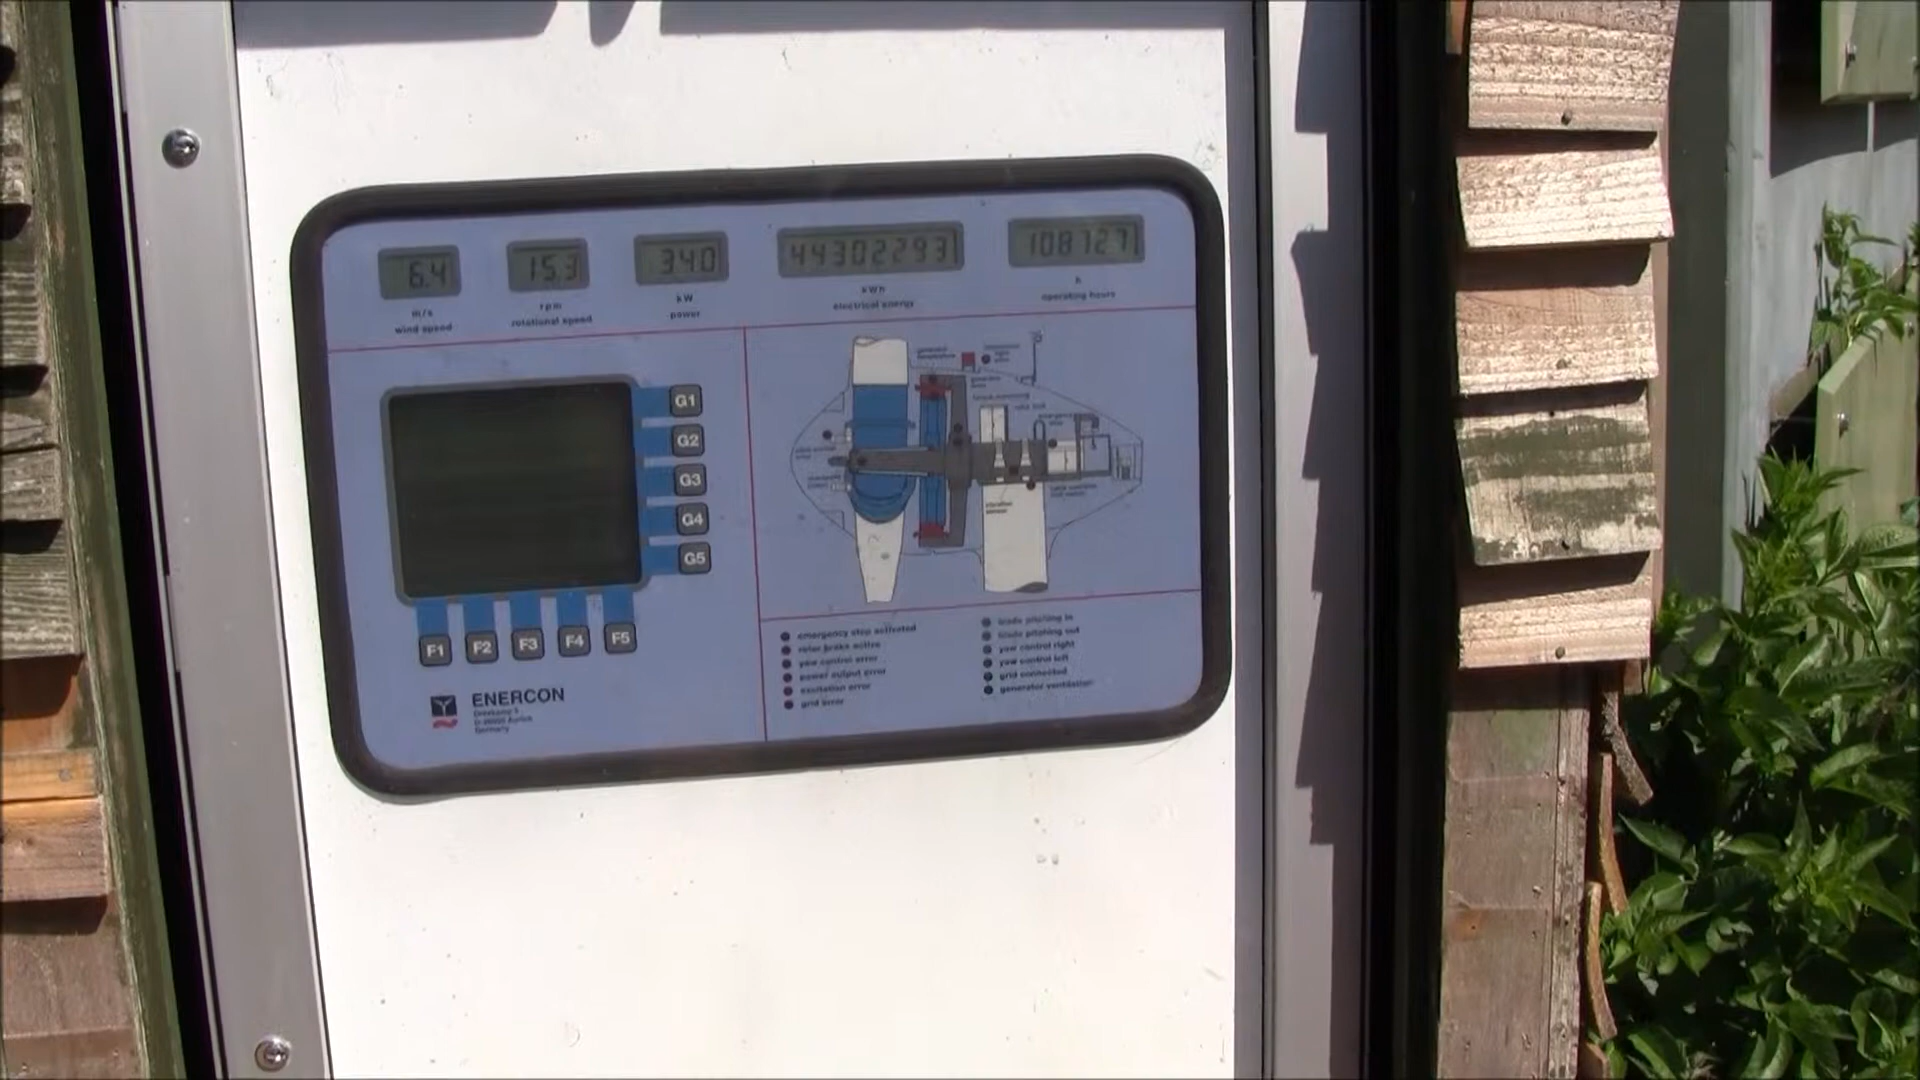 6.4
m/s
wind speed
15.3
rpm
rotational speed
340
kW
power
44302293
kWh
electrical energy
108727
h
operating hours
G1
G2
G3
G4
G5
F1
F2
F3
F4
F5
ENERCON
Germany
emergency stop activated
rotor brake active
yaw control error
power output error
excitation error
grid error
blade pitching in
blade pitching out
yaw control right
yaw control left
grid connected
generator ventilation